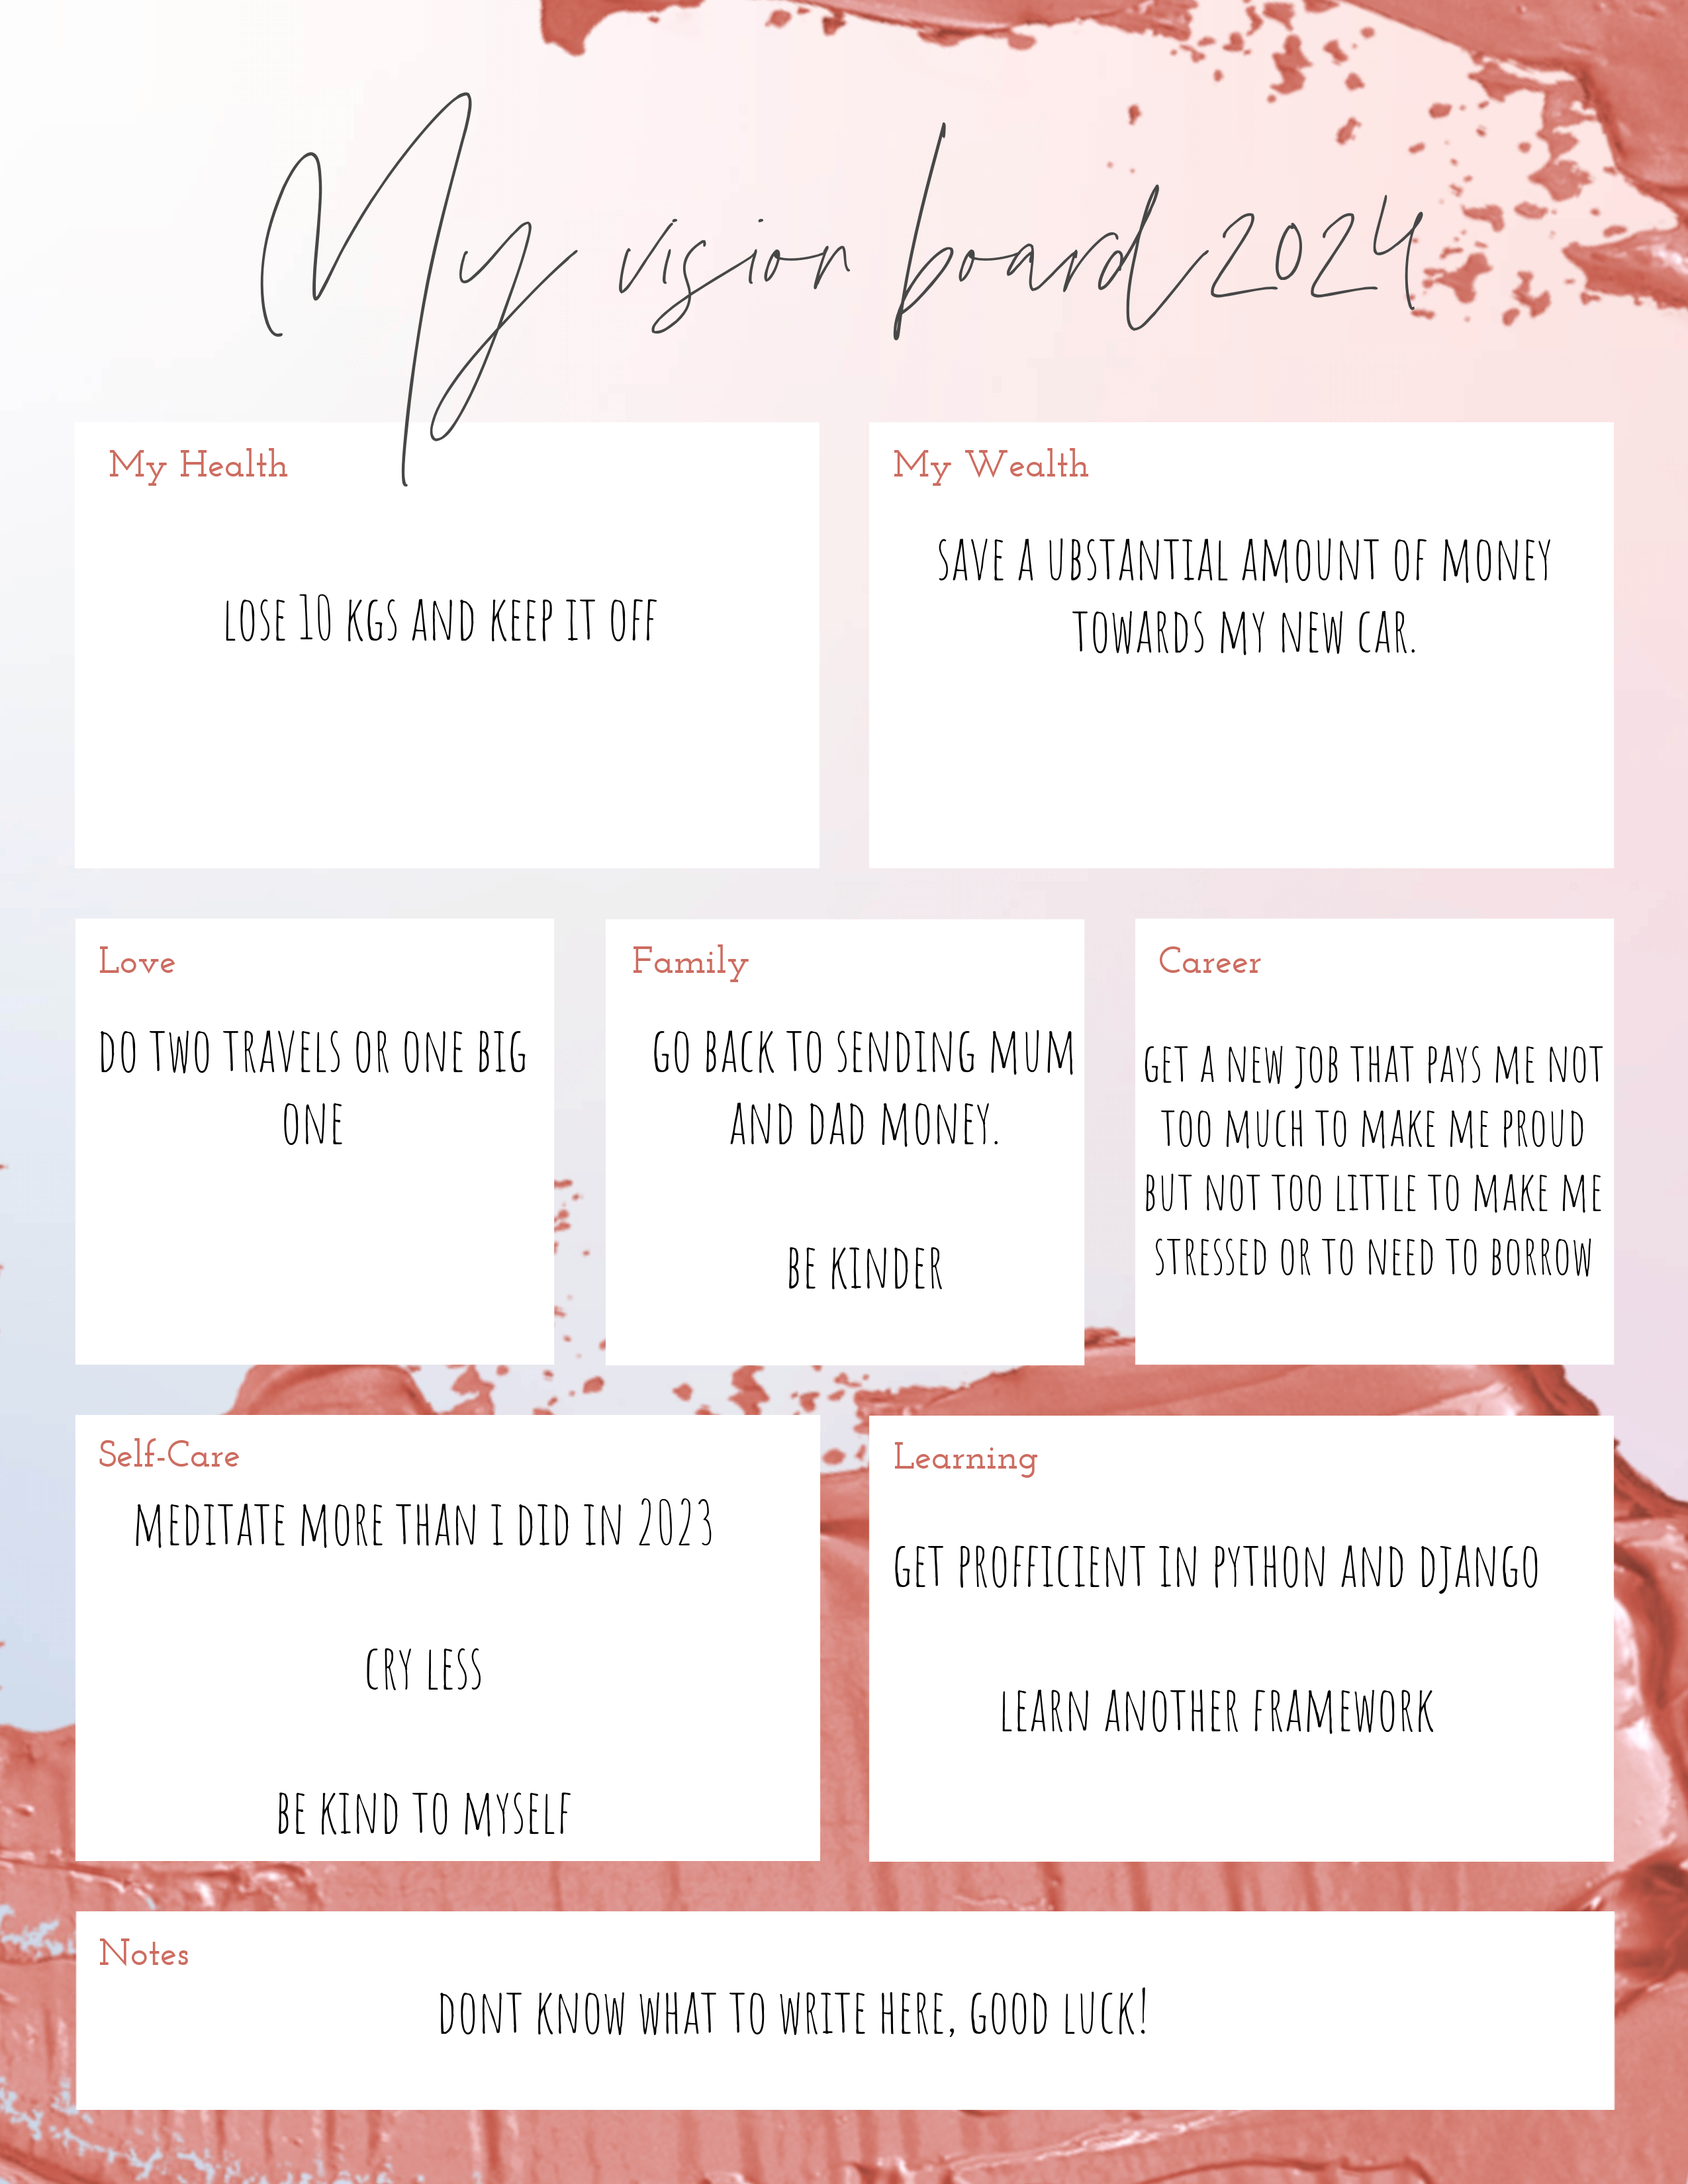 My vision board 2024
My Health
LOSE 10 KGS AND KEEP IT OFF
My Wealth
SAVE A UBSTANTIAL AMOUNT OF MONEY
TOWARDS MY NEW CAR.
Love
DO TWO TRAVELS OR ONE BIG
ONE
Family
GO BACK TO SENDING MUM
AND DAD MONEY.
BE KINDER
Career
GET A NEW JOB THAT PAYS ME NOT
TOO MUCH TO MAKE ME PROUD
BUT NOT TOO LITTLE TO MAKE ME
STRESSED OR TO NEED TO BORROW
Self-Care
MEDITATE MORE THAN I DID IN 2023
CRY LESS
BE KIND TO MYSELF
Learning
GET PROFFICIENT IN PYTHON AND DJANGO
LEARN ANOTHER FRAMEWORK
Notes
DONT KNOW WHAT TO WRITE HERE, GOOD LUCK!